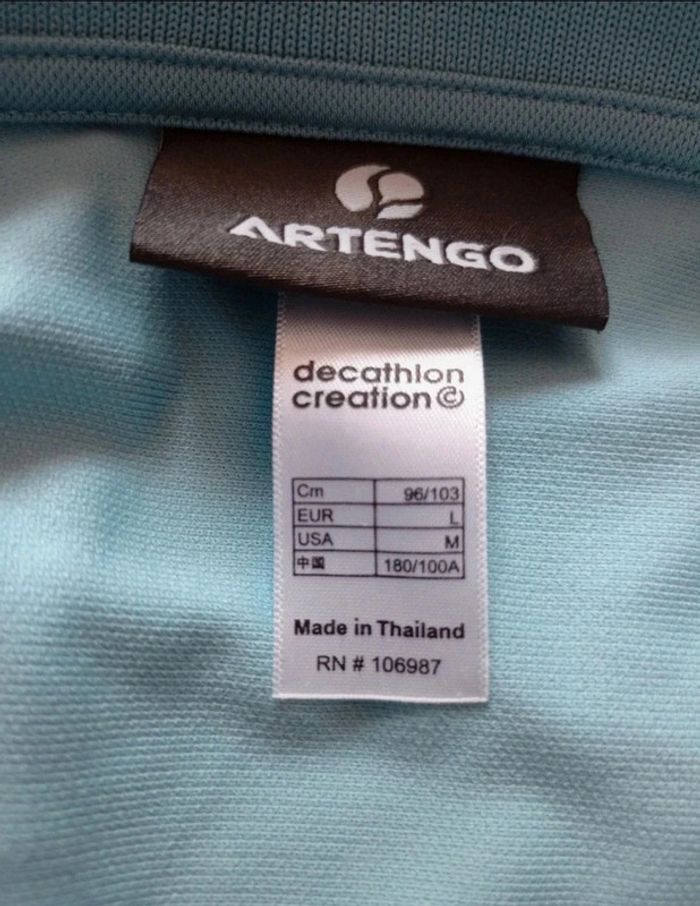 ARTENGO
decathlon
creation©
Cm 96/103
EUR L
USA M
中国 180/100A
Made in Thailand
RN # 106987